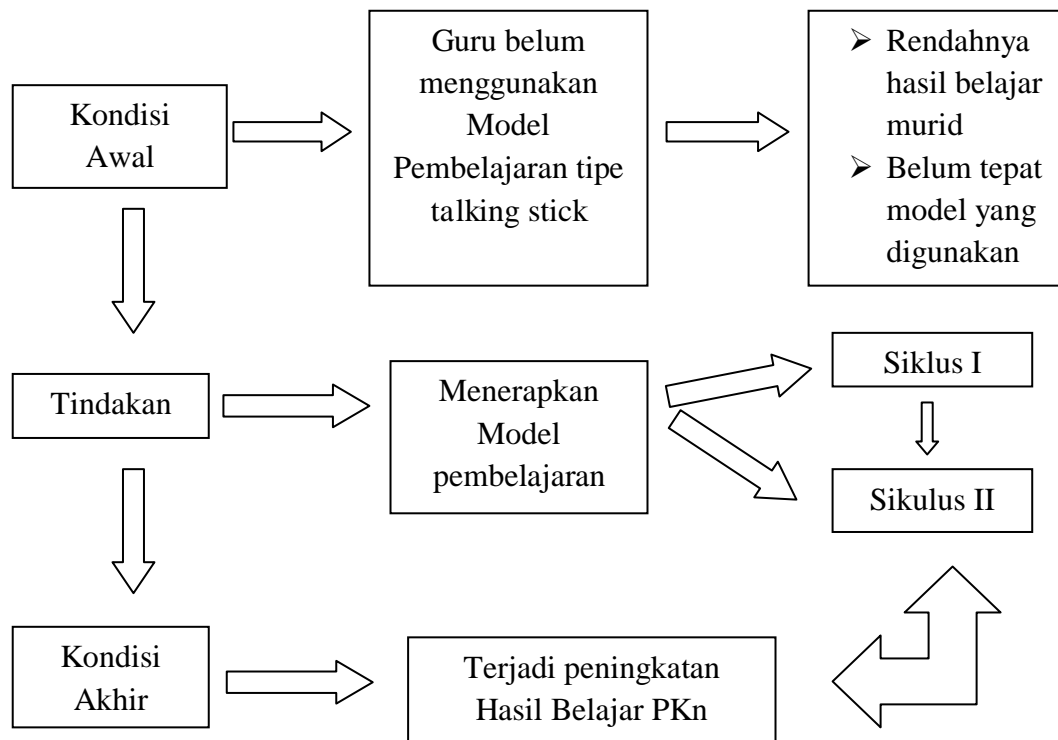 Kondisi
Awal
Guru belum
menggunakan
Model
Pembelajaran tipe
talking stick
➢ Rendahnya
hasil belajar
murid
➢ Belum tepat
model yang
digunakan
Tindakan
Menerapkan
Model
pembelajaran
Siklus I
Sikulus II
Kondisi
Akhir
Terjadi peningkatan
Hasil Belajar PKn